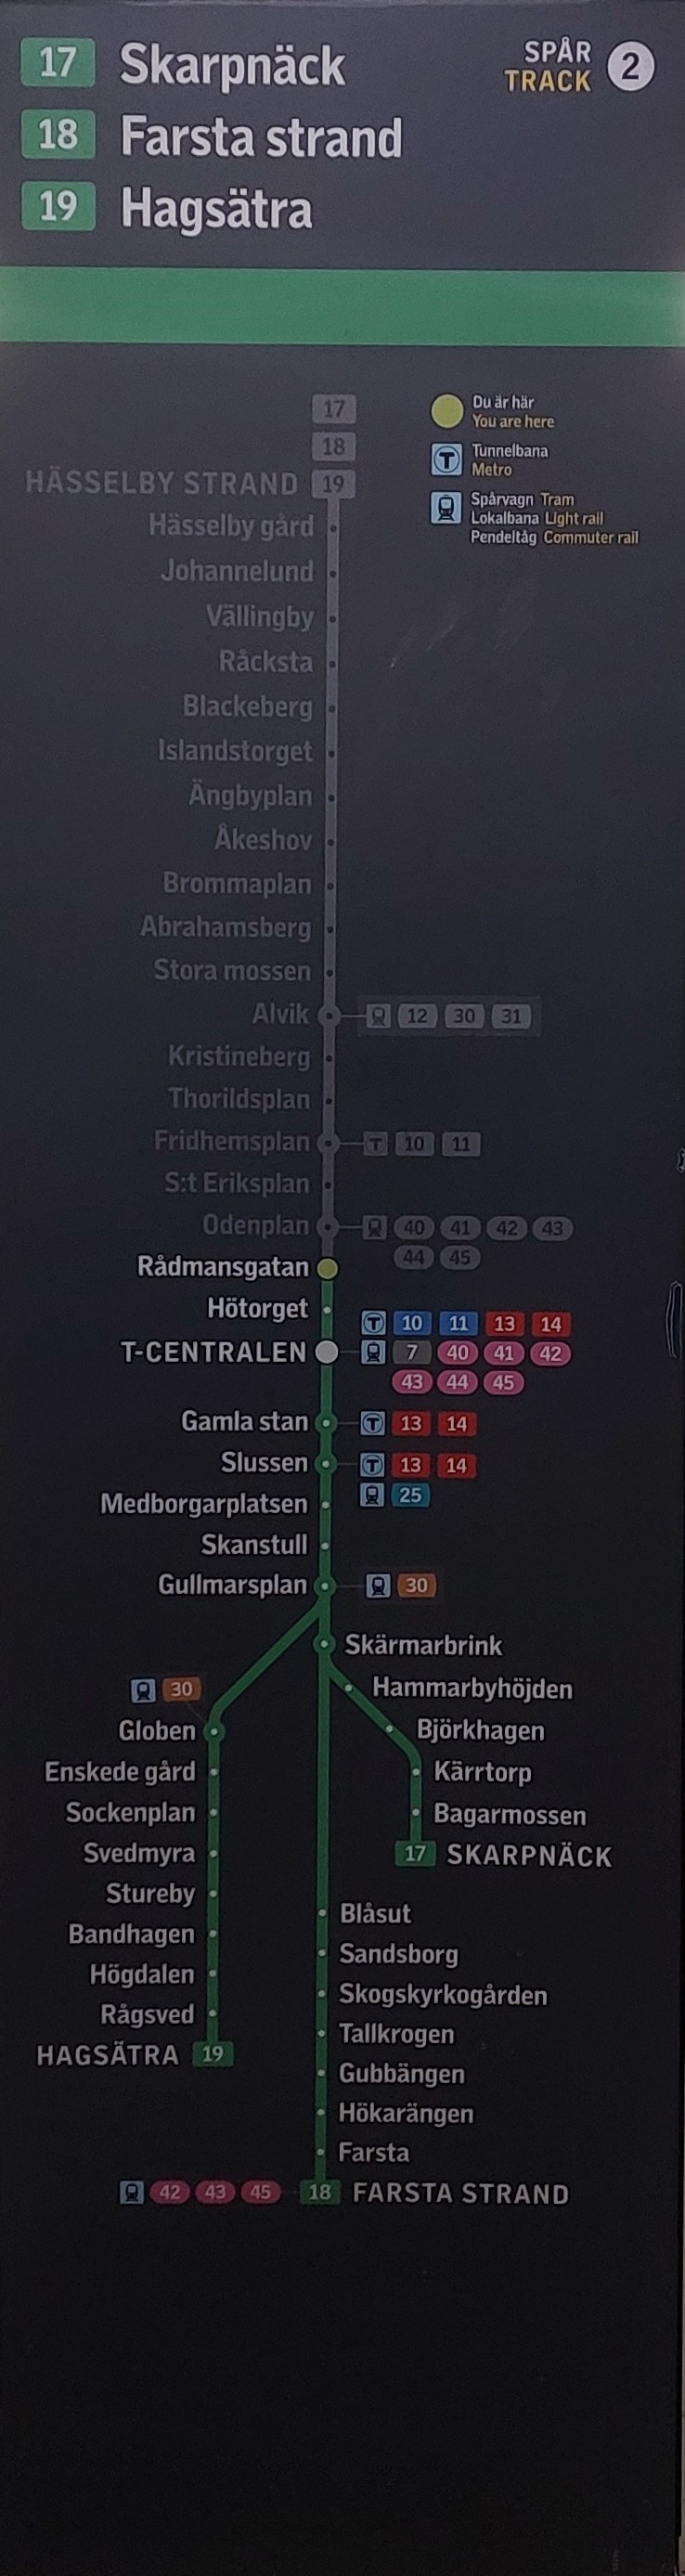 17 Skarpnäck
SPÅR
TRACK 2
18 Farsta strand
19 Hagsätra
17
18
HÄSSELBY STRAND 19
Du är här
You are here
Tunnelbana
Metro
Spårvagn Tram
Lokalbana Light rail
Pendeltåg Commuter rail
Hässelby gård
Johannelund
Vällingby
Råcksta
Blackeberg
Islandstorget
Ängbyplan
Åkeshov
Brommaplan
Abrahamsberg
Stora mossen
Alvik 12 30 31
Kristineberg
Thorildsplan
Fridhemsplan T 10 11
S:t Eriksplan
Odenplan 40 41 42 43
44 45
Rådmansgatan
Hötorget
T 10 11 13 14
T-CENTRALEN 7 40 41 42
43 44 45
Gamla stan T 13 14
Slussen T 13 14
25
Medborgarplatsen
Skanstull
Gullmarsplan 30
Skärmarbrink
Hammarbyhöjden
Björkhagen
Kärrtorp
Bagarmossen
17 SKARPNÄCK
30
Globen
Enskede gård
Sockenplan
Svedmyra
Stureby
Bandhagen
Högdalen
Rågsved
HAGSÄTRA 19
Blåsut
Sandsborg
Skogskyrkogården
Tallkrogen
Gubbängen
Hökarängen
Farsta
42 43 45 18 FARSTA STRAND